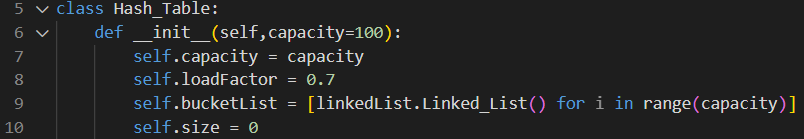 5 class Hash_Table:
6     def __init__(self,capacity=100):
7         self.capacity = capacity
8         self.loadFactor = 0.7
9         self.bucketList = [linkedList.Linked_List() for i in range(capacity)]
10         self.size = 0